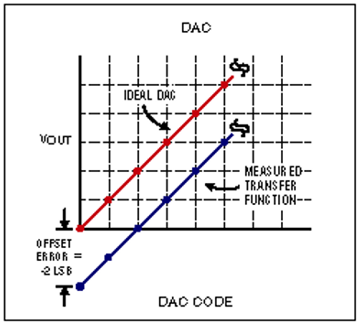 DAC
IDEAL DAC
VOUT
MEASURED
TRANSFER
FUNCTION
OFFSET
ERROR =
-2 LSB
DAC CODE